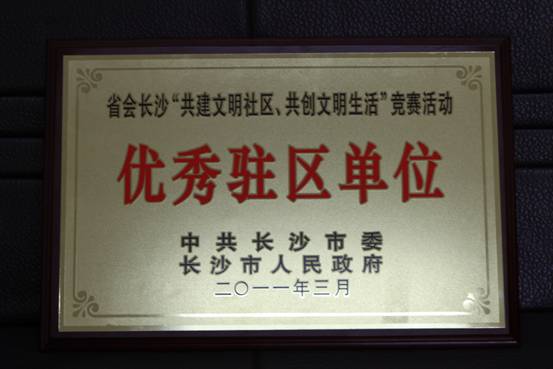 省会长沙“共建文明社区、共创文明生活”竞赛活动
优秀驻区单位
中共长沙市委
长沙市人民政府
二〇一一年三月